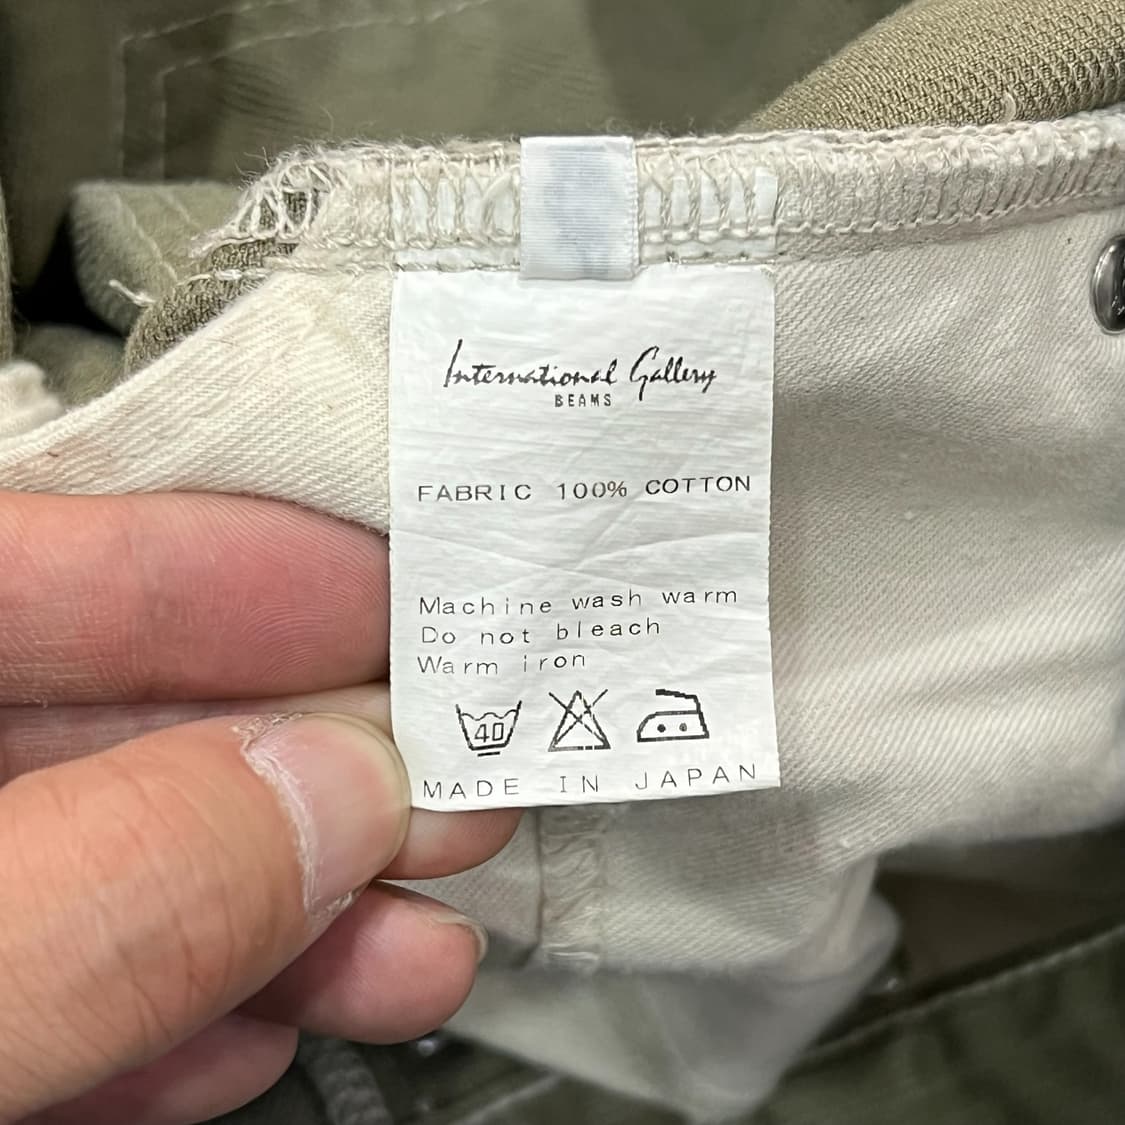 International Gallery
BEAMS
FABRIC 100% COTTON
Machine wash warm
Do not bleach
Warm iron
40
MADE IN JAPAN